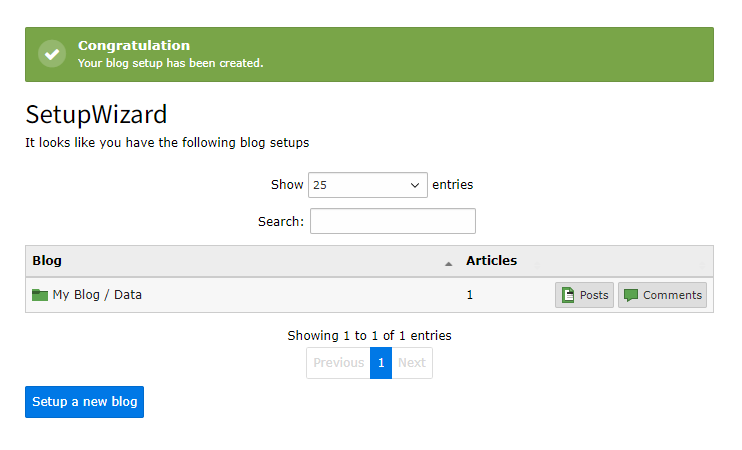 Congratulation
Your blog setup has been created.
SetupWizard
It looks like you have the following blog setups
Show 25 entries
Search:
Blog Articles
My Blog / Data 1 Posts Comments
Showing 1 to 1 of 1 entries
Previous 1 Next
Setup a new blog